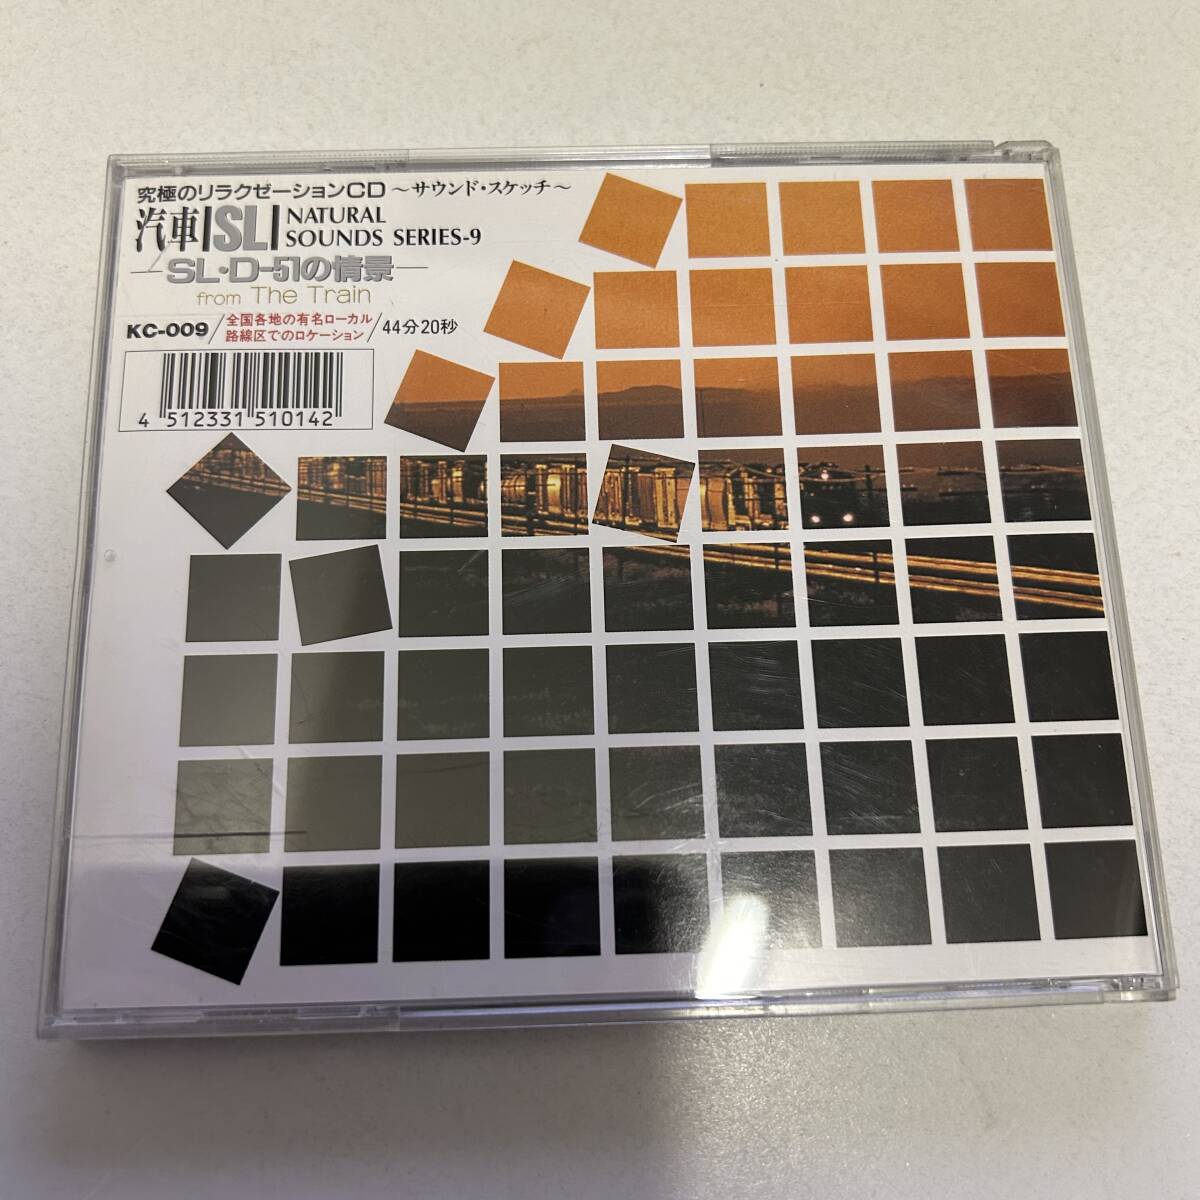 究極のリラクゼーションCD ～サウンド・スケッチ～
汽車|SL| NATURAL SOUNDS SERIES-9
—SL・D-51の情景—
from The Train
KC-009/全国各地の有名ローカル路線区でのロケーション/44分20秒
4 512331 510142